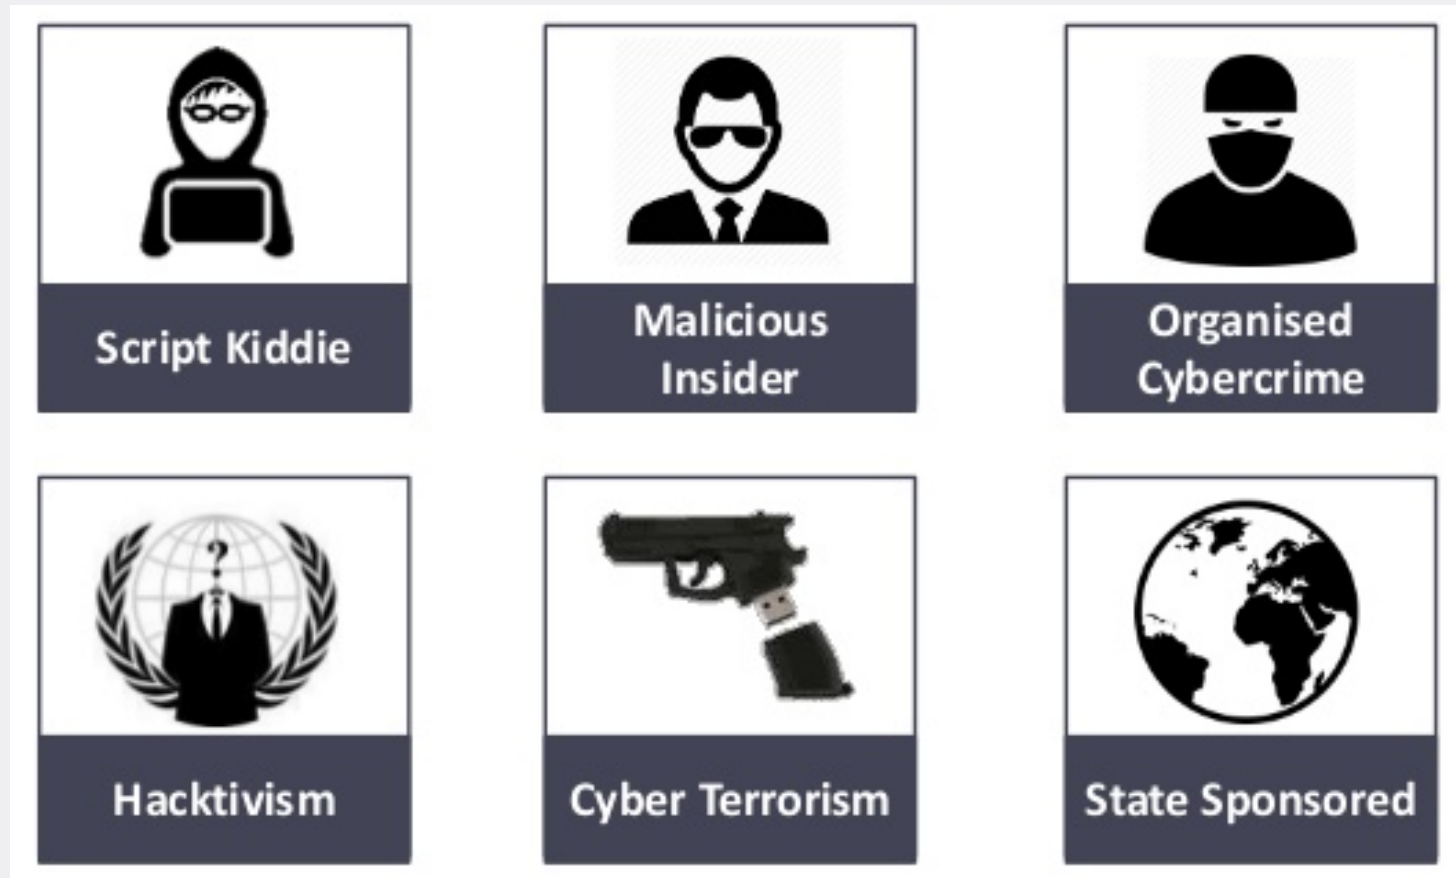 Script Kiddie
Malicious
Insider
Organised
Cybercrime
?
Hacktivism
Cyber Terrorism
State Sponsored